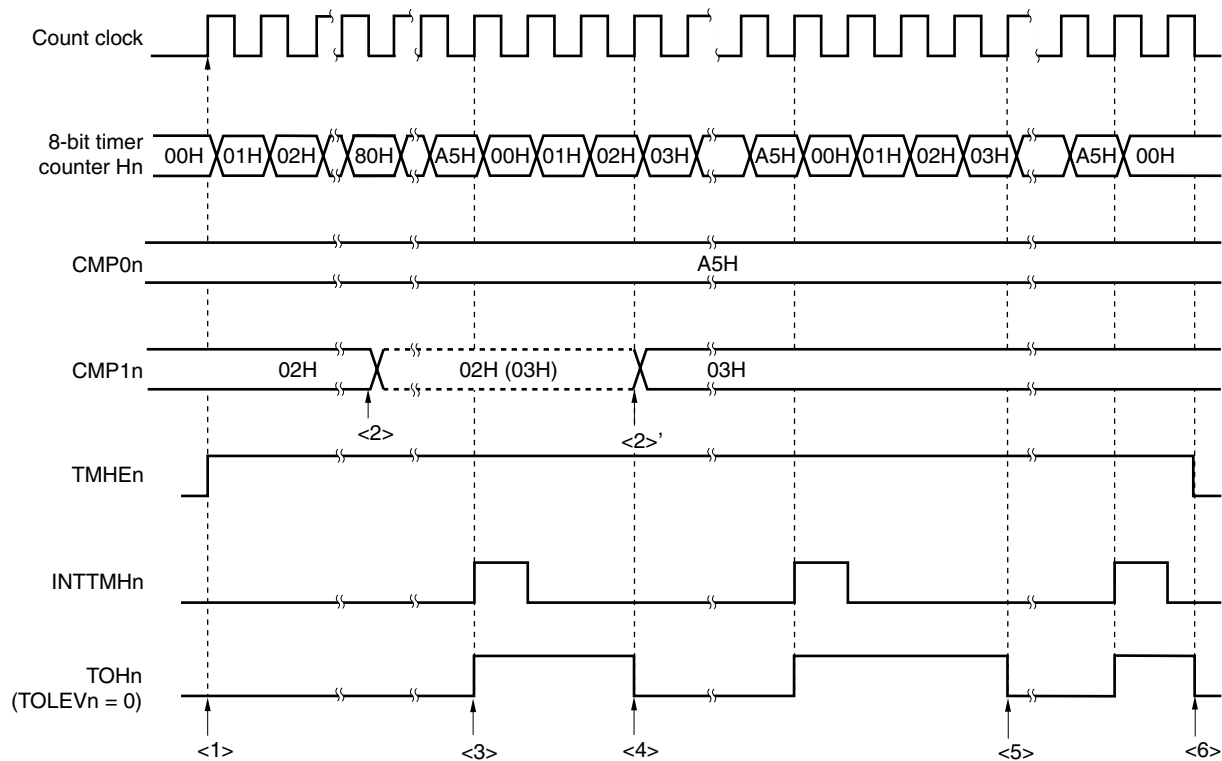 Count clock
8-bit timer
counter Hn
00H 01H 02H 80H A5H 00H 01H 02H 03H A5H 00H 01H 02H 03H A5H 00H
CMP0n
A5H
CMP1n
02H 02H (03H) 03H
<2> <2>’
TMHEn
INTTMHn
TOHn
(TOLEVn = 0)
<1> <3> <4> <5> <6>